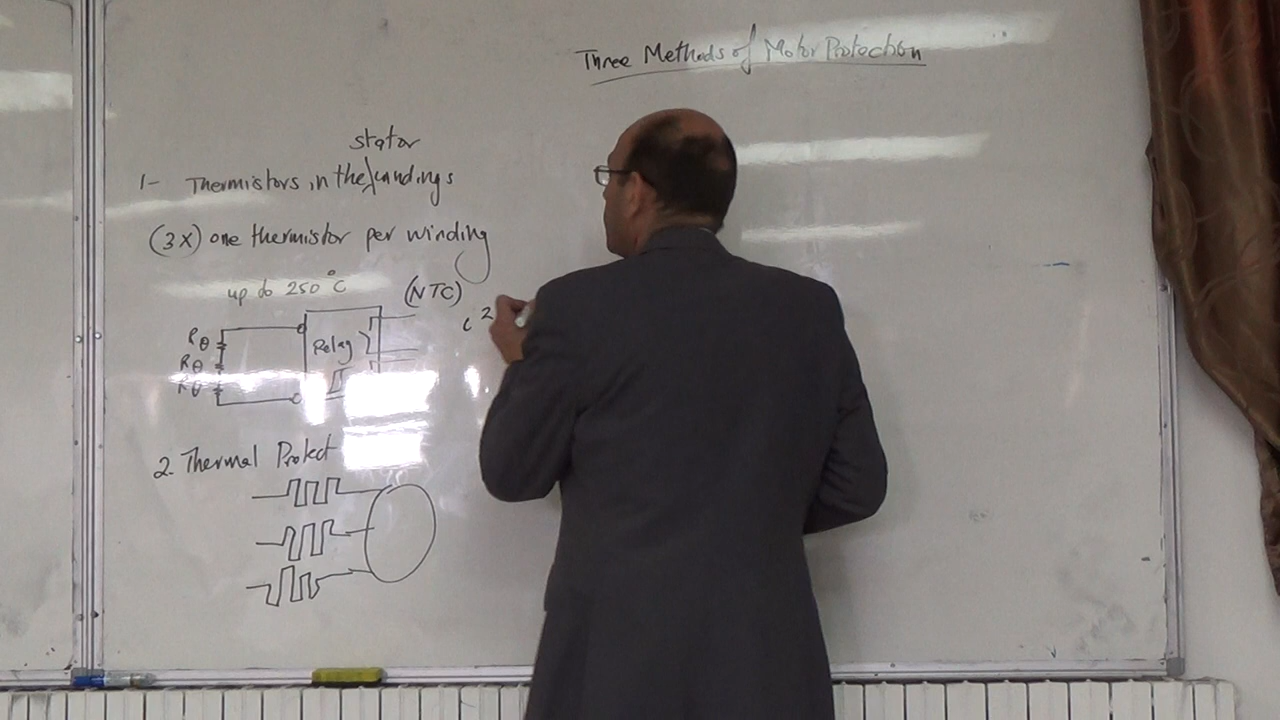 Three Methods of Motor Protection
stator
1- Thermistors in the windings
(3X) one thermistor per winding
up to 250°C
(NTC)
Rθ
Rθ
Rθ
Relay
i²
2. Thermal Protect